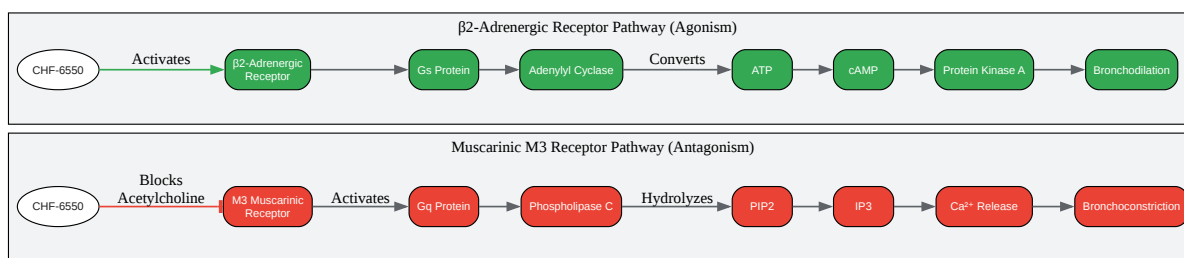 β2-Adrenergic Receptor Pathway (Agonism)
CHF-6550
Activates
β2-Adrenergic
Receptor
Gs Protein
Adenylyl Cyclase
Converts
ATP
cAMP
Protein Kinase A
Bronchodilation
Muscarinic M3 Receptor Pathway (Antagonism)
CHF-6550
Blocks
Acetylcholine
M3 Muscarinic
Receptor
Activates
Gq Protein
Phospholipase C
Hydrolyzes
PIP2
IP3
Ca²⁺ Release
Bronchoconstriction